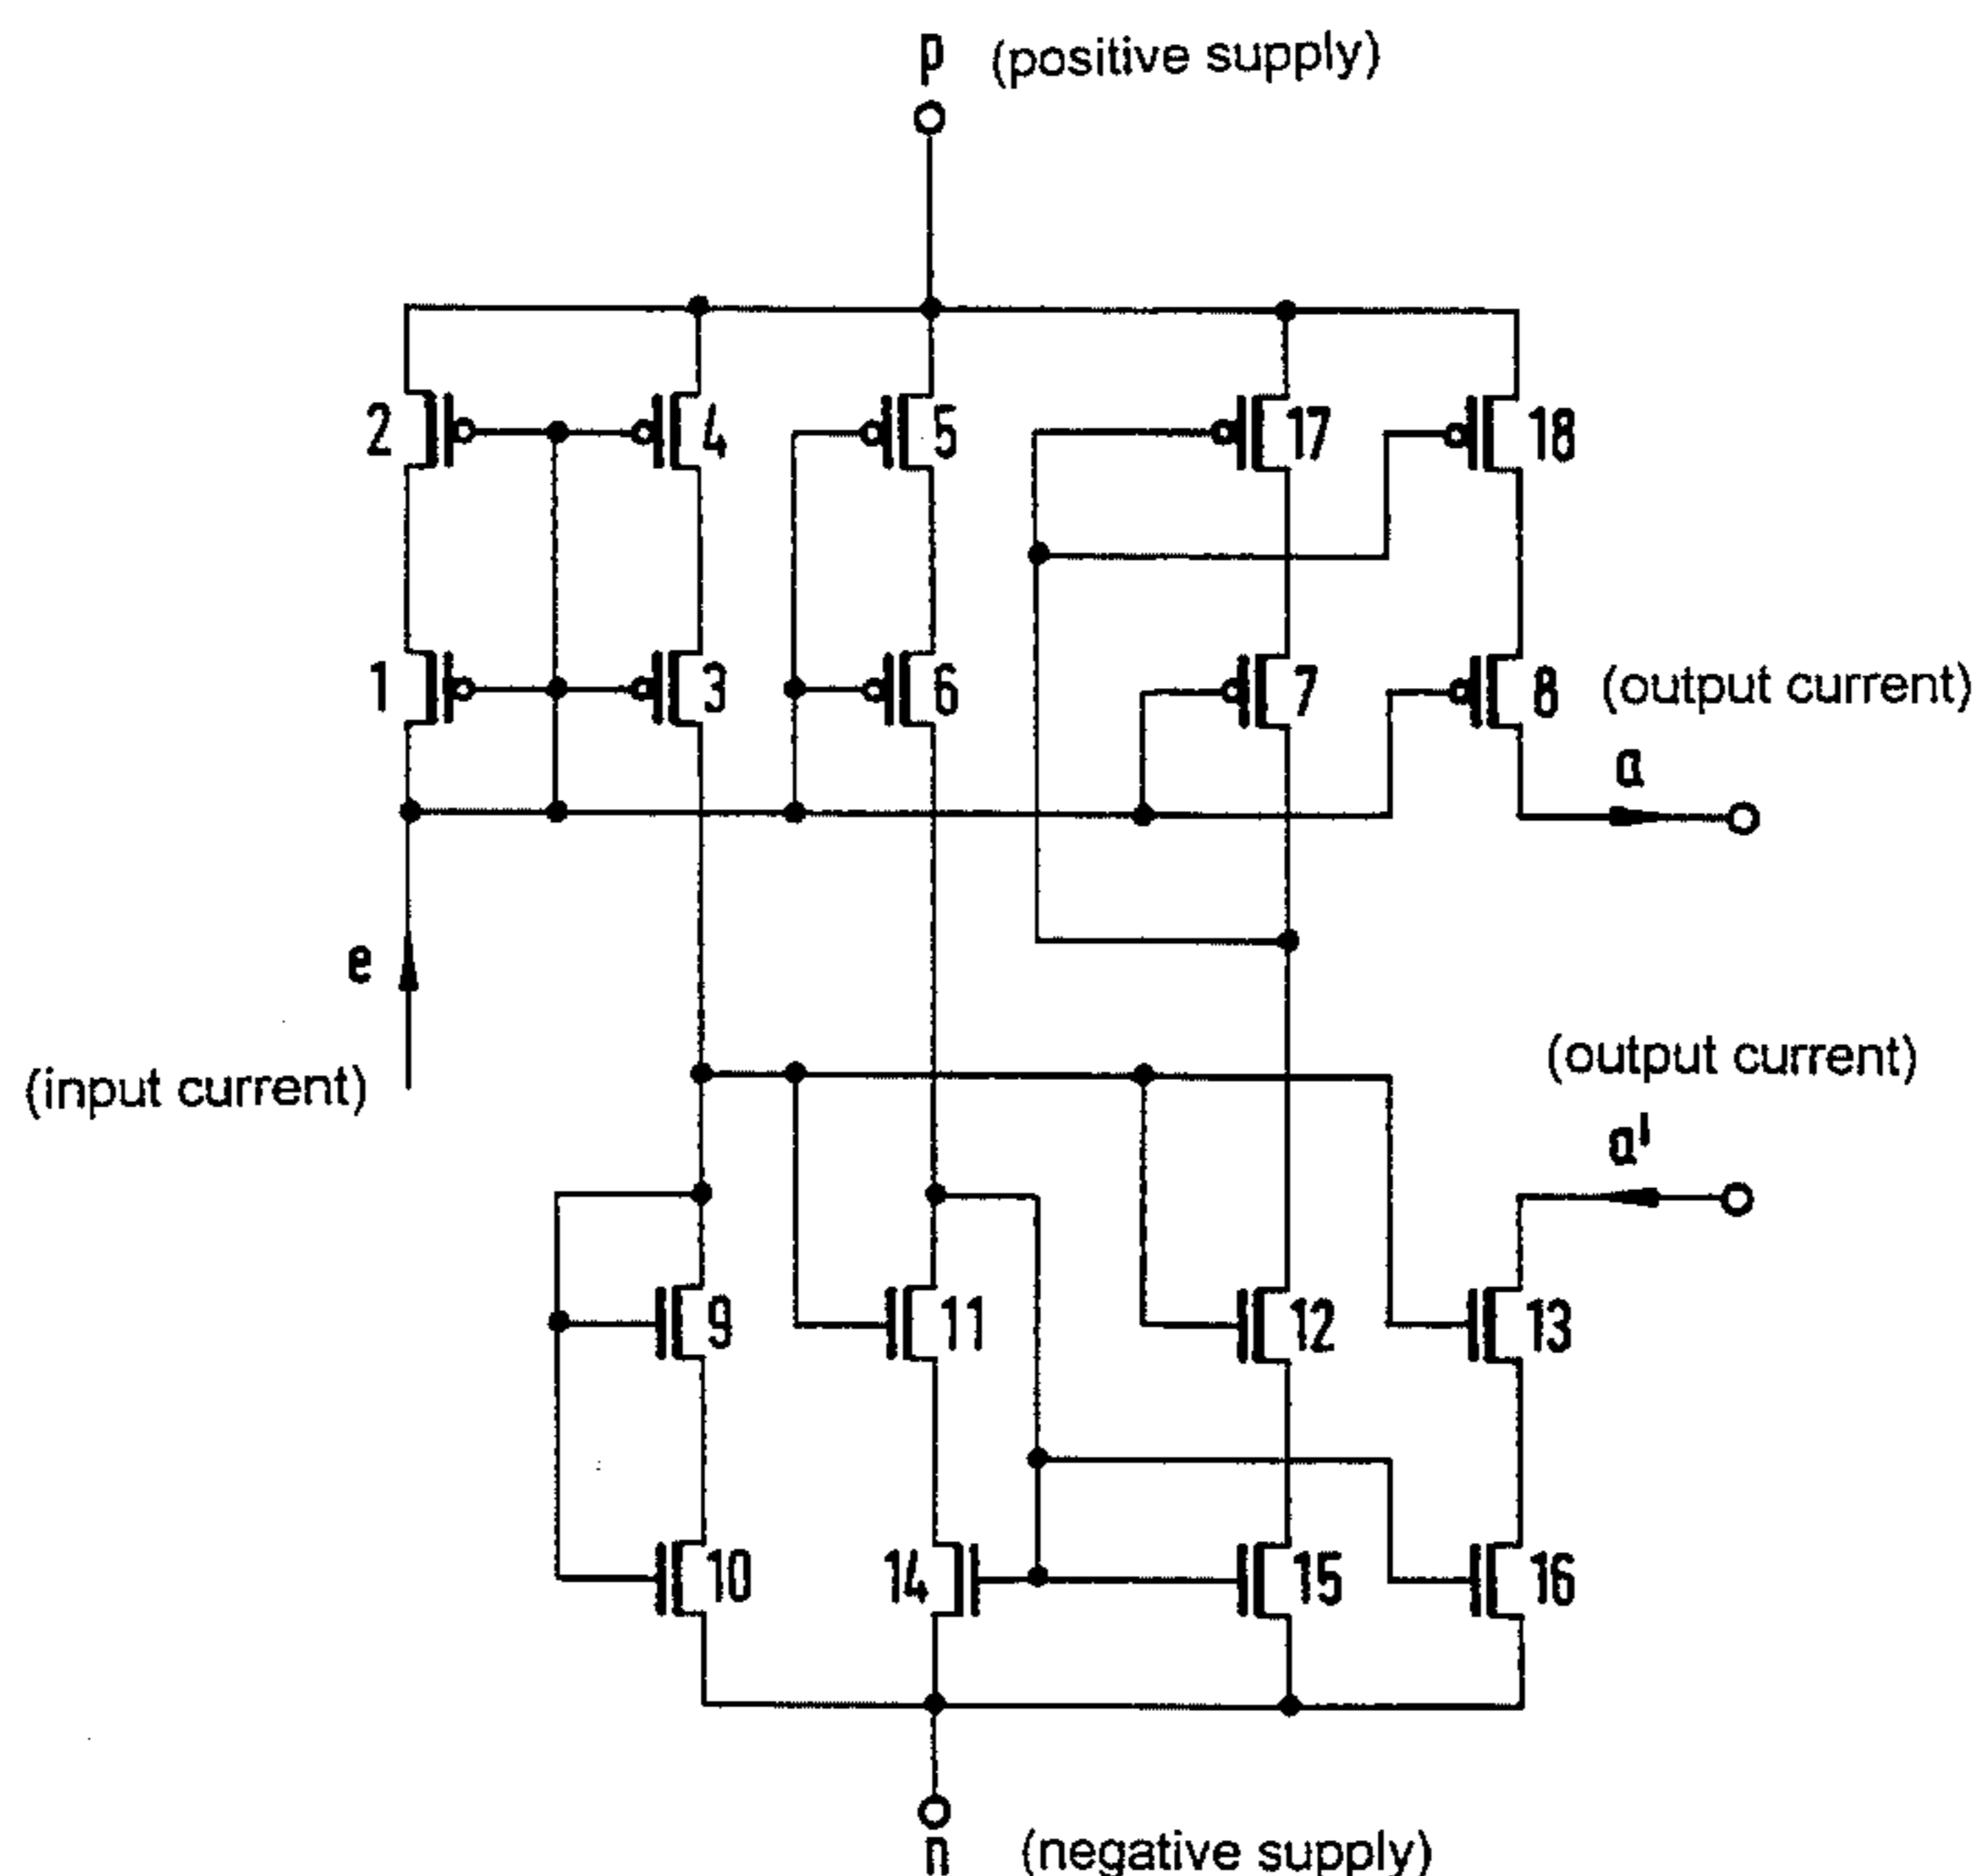 p (positive supply)
2
4
5
17
18
1
3
6
7
8
(output current)
a
e
(input current)
(output current)
a'
9
11
12
13
10
14
15
16
n (negative supply)